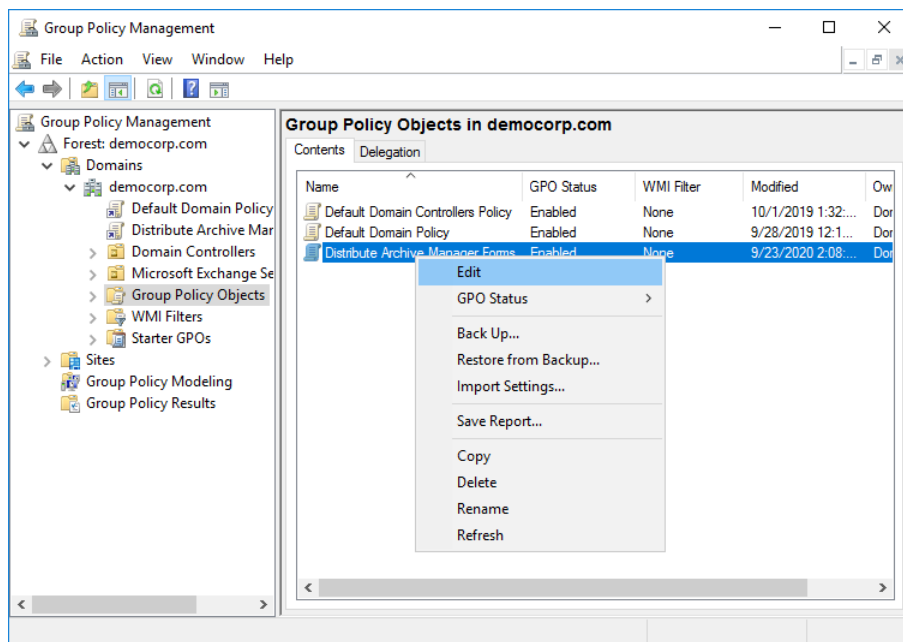 Group Policy Management
File Action View Window Help
Group Policy Management
Forest: democorp.com
Domains
democorp.com
Default Domain Policy
Distribute Archive Mar
Domain Controllers
Microsoft Exchange Se
Group Policy Objects
WMI Filters
Starter GPOs
Sites
Group Policy Modeling
Group Policy Results
Group Policy Objects in democorp.com
Contents Delegation
Name GPO Status WMI Filter Modified Ow
Default Domain Controllers Policy Enabled None 10/1/2019 1:32:... Dor
Default Domain Policy Enabled None 9/28/2019 12:1... Dor
Distribute Archive Manager Forms Enabled None 9/23/2020 2:08:... Dor
Edit
GPO Status
Back Up...
Restore from Backup...
Import Settings...
Save Report...
Copy
Delete
Rename
Refresh